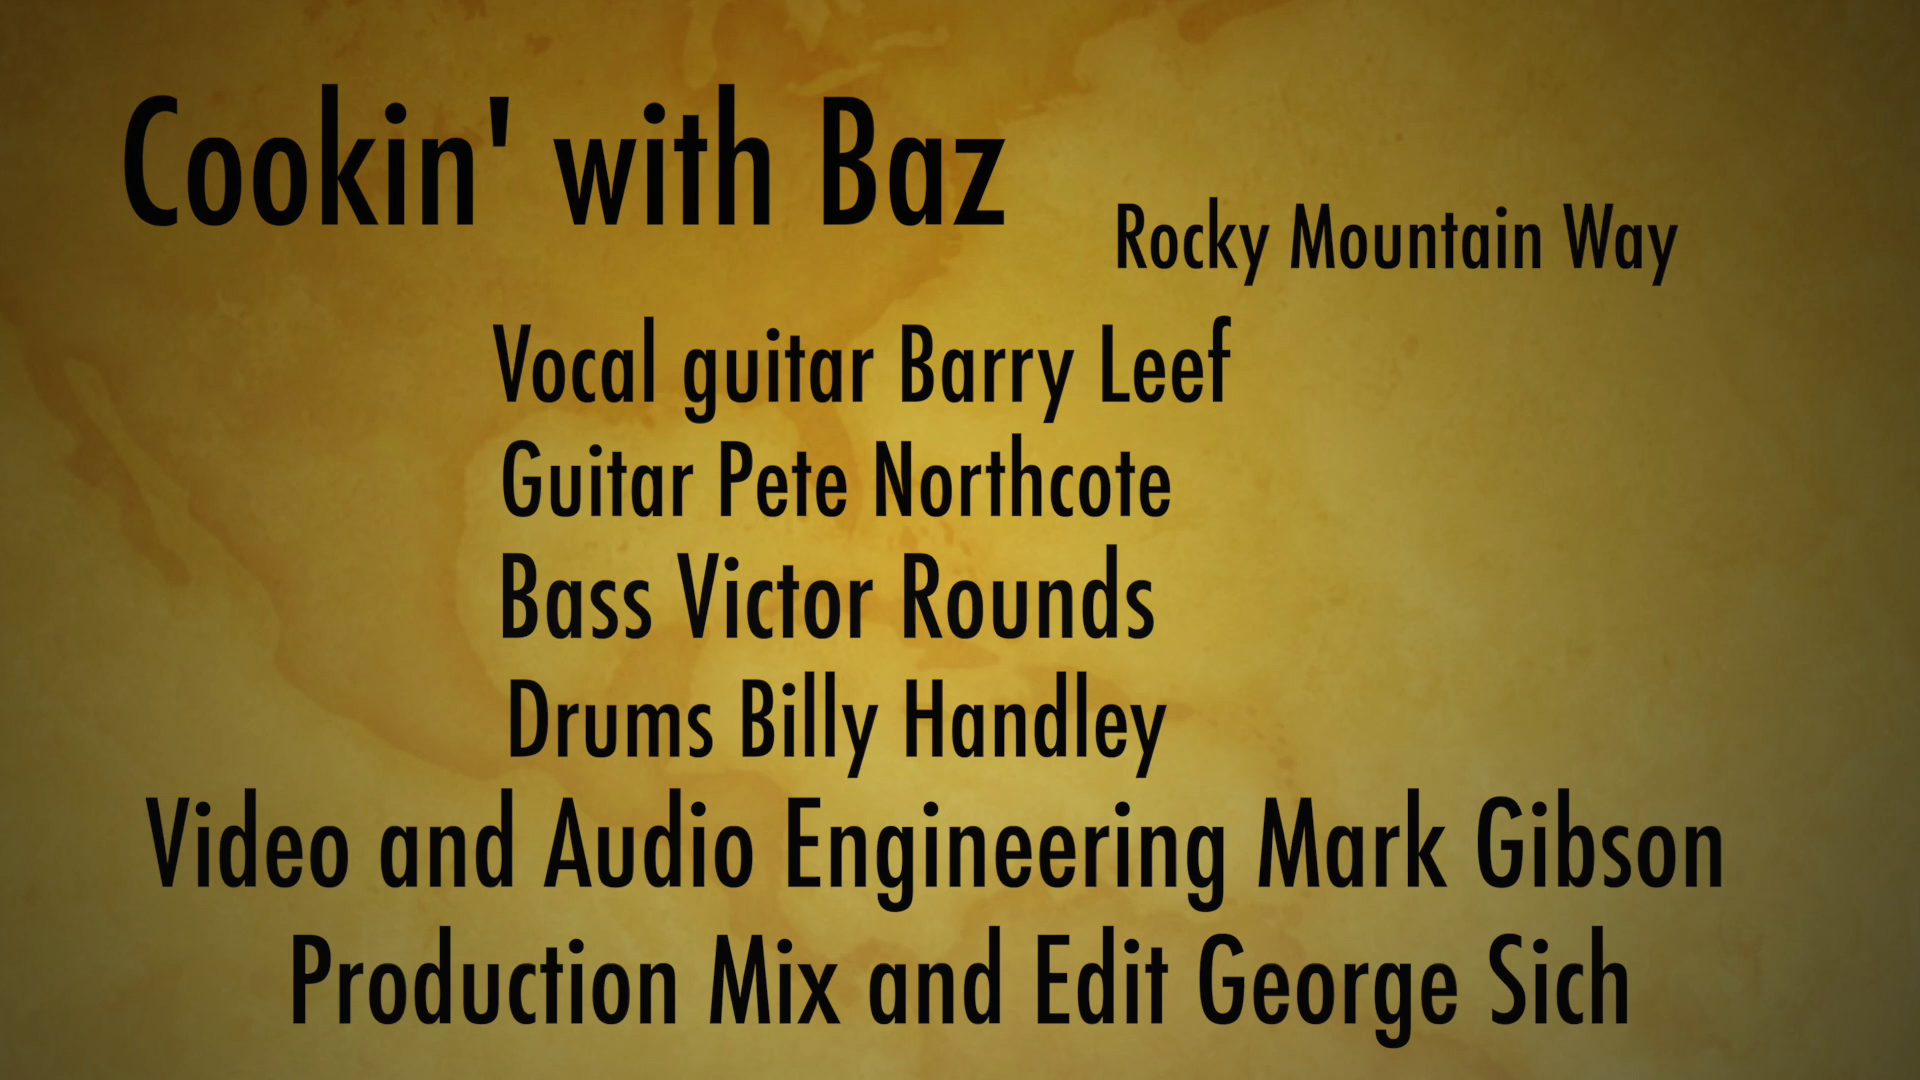 Cookin' with Baz
Rocky Mountain Way
Vocal guitar Barry Leef
Guitar Pete Northcote
Bass Victor Rounds
Drums Billy Handley
Video and Audio Engineering Mark Gibson
Production Mix and Edit George Sich